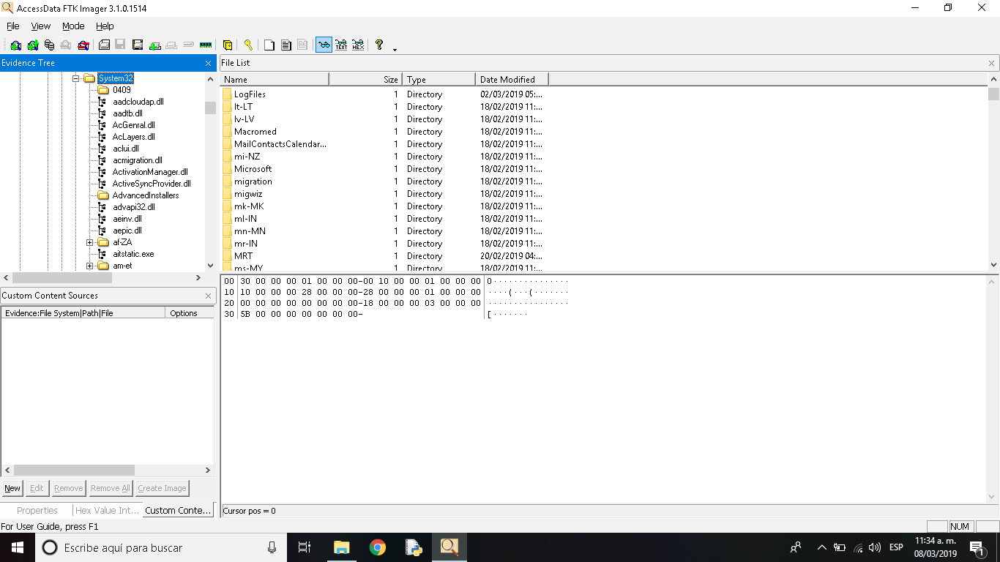 AccessData FTK Imager 3.1.0.1514
File View Mode Help
TEXT HEX
Evidence Tree
System32
0409
aadcloudap.dll
aadtb.dll
AcGenral.dll
AcLayers.dll
aclui.dll
acmigration.dll
ActivationManager.dll
ActiveSyncProvider.dll
AdvancedInstallers
advapi32.dll
aeinv.dll
aepic.dll
af-ZA
aitstatic.exe
am-et
Custom Content Sources
Evidence:File System|Path|File Options
New Edit Remove Remove All Create Image
Properties Hex Value Int... Custom Conte...
File List
Name Size Type Date Modified
LogFiles 1 Directory 02/03/2019 05:...
lt-LT 1 Directory 18/02/2019 11:...
lv-LV 1 Directory 18/02/2019 11:...
Macromed 1 Directory 18/02/2019 11:...
MailContactsCalendar... 1 Directory 18/02/2019 11:...
mi-NZ 1 Directory 18/02/2019 11:...
Microsoft 1 Directory 18/02/2019 11:...
migration 1 Directory 18/02/2019 11:...
migwiz 1 Directory 18/02/2019 11:...
mk-MK 1 Directory 18/02/2019 11:...
ml-IN 1 Directory 18/02/2019 11:...
mn-MN 1 Directory 18/02/2019 11:...
mr-IN 1 Directory 18/02/2019 11:...
MRT 1 Directory 20/02/2019 04:...
ms-MY 1 Directory 18/02/2019 11:...
00 30 00 00 00 01 00 00 00-00 10 00 00 01 00 00 00 0···············
10 10 00 00 00 28 00 00 00-28 00 00 00 01 00 00 00 ····(···(·······
20 00 00 00 00 00 00 00 00-18 00 00 00 03 00 00 00 ················
30 5B 00 00 00 00 00 00 00- [·······
Cursor pos = 0
For User Guide, press F1
NUM
Escribe aquí para buscar
ESP
11:34 a. m.
08/03/2019
1